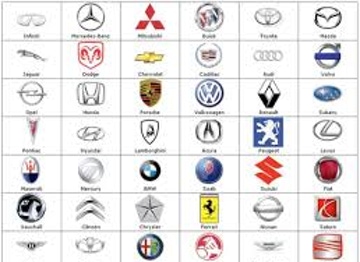 Infiniti Mercedes-Benz Mitsubishi Buick Toyota Mazda
Jaguar Dodge Chevrolet Cadillac Audi Volvo
Opel Honda Porsche Volkswagen Renault Subaru
Pontiac Hyundai Lamborghini Acura Peugeot Lexus
Maserati Mercury BMW Saab Suzuki Fiat
Vauxhall Citroën Chrysler Ferrari Nissan Saturn